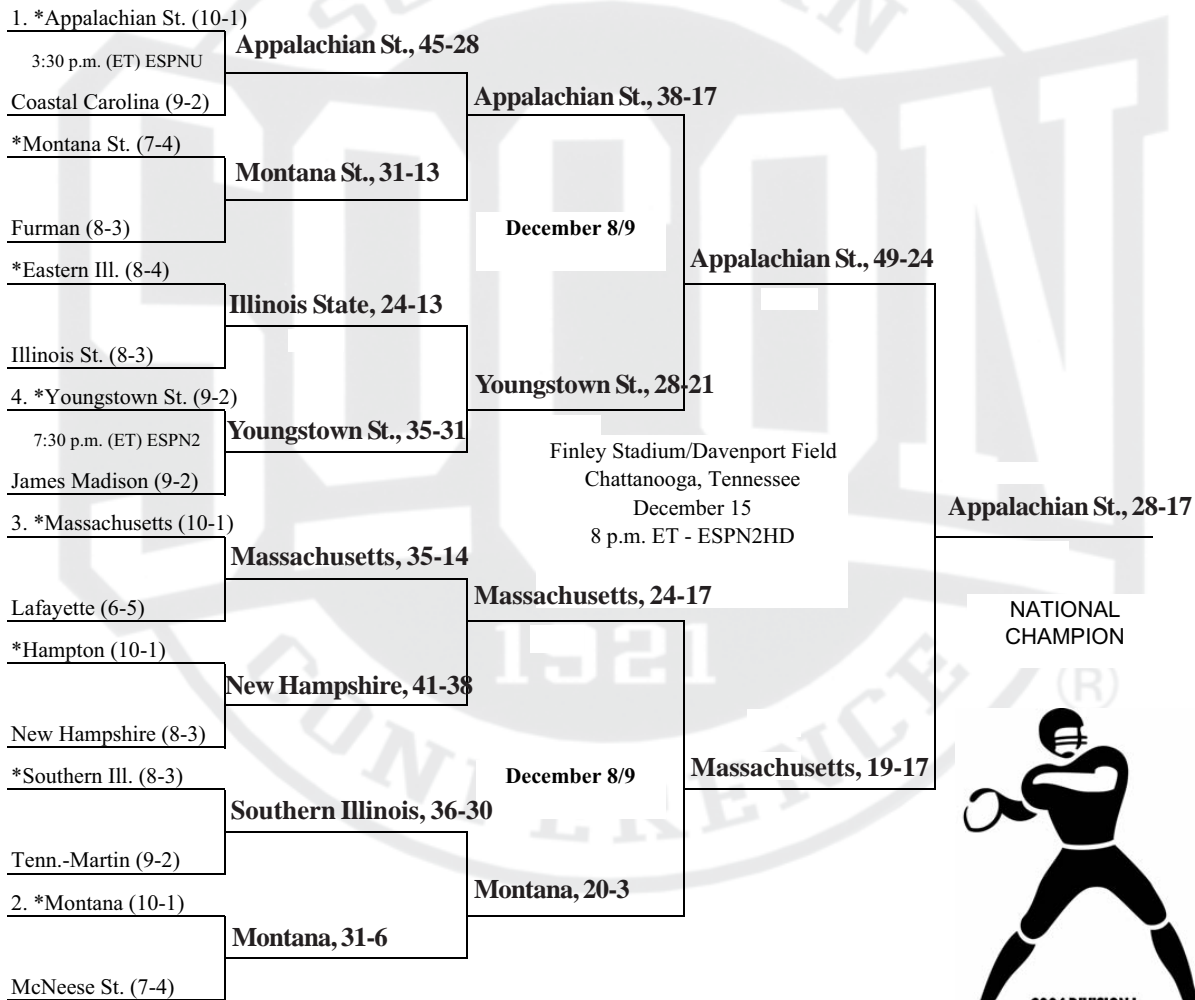 1. *Appalachian St. (10-1)
3:30 p.m. (ET) ESPNU
Coastal Carolina (9-2)
*Montana St. (7-4)
Furman (8-3)
*Eastern Ill. (8-4)
Illinois St. (8-3)
4. *Youngstown St. (9-2)
7:30 p.m. (ET) ESPN2
James Madison (9-2)
3. *Massachusetts (10-1)
Lafayette (6-5)
*Hampton (10-1)
New Hampshire (8-3)
*Southern Ill. (8-3)
Tenn.-Martin (9-2)
2. *Montana (10-1)
McNeese St. (7-4)
Appalachian St., 45-28
Montana St., 31-13
Illinois State, 24-13
Youngstown St., 35-31
Massachusetts, 35-14
New Hampshire, 41-38
Southern Illinois, 36-30
Montana, 31-6
Appalachian St., 38-17
December 8/9
Youngstown St., 28-21
Finley Stadium/Davenport Field
Chattanooga, Tennessee
December 15
8 p.m. ET - ESPN2HD
Massachusetts, 24-17
December 8/9
Montana, 20-3
Appalachian St., 49-24
Massachusetts, 19-17
Appalachian St., 28-17
NATIONAL
CHAMPION
SOCON
1921
CONFERENCE
(R)